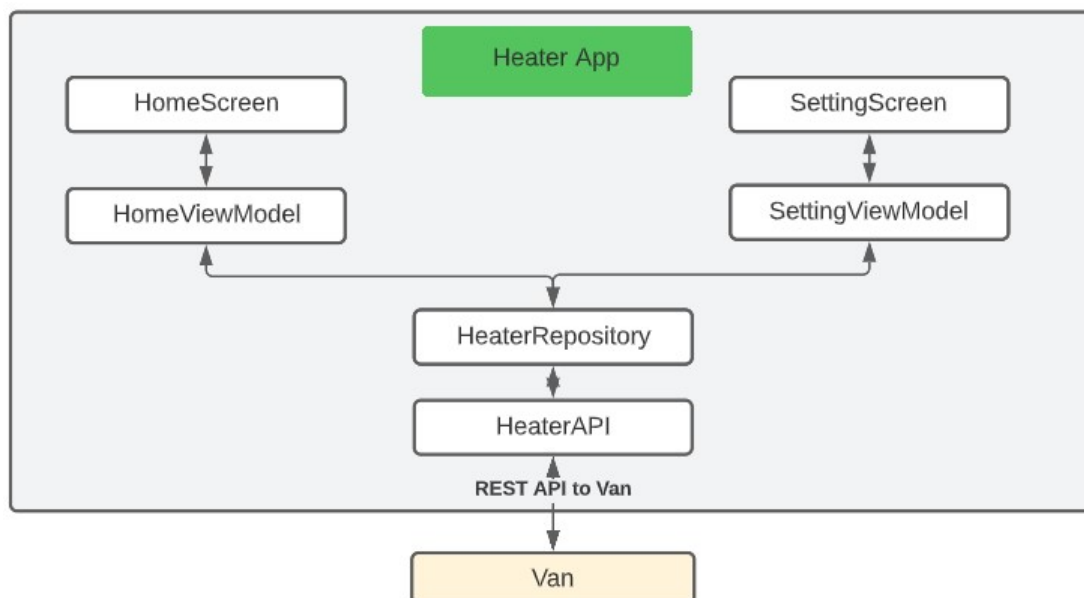 Heater App
HomeScreen
SettingScreen
HomeViewModel
SettingViewModel
HeaterRepository
HeaterAPI
REST API to Van
Van